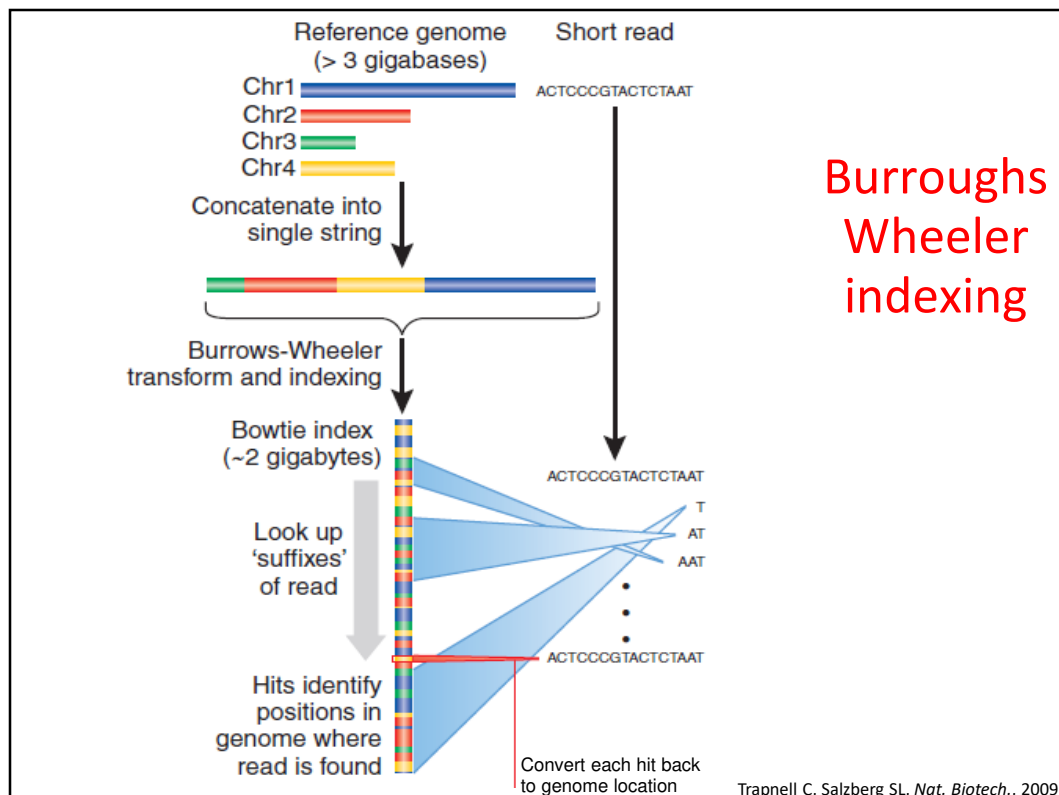 Reference genome
(> 3 gigabases)
Short read
Chr1
ACTCCCGTACTCTAAT
Chr2
Chr3
Chr4
Concatenate into
single string
Burroughs
Wheeler
indexing
Burrows-Wheeler
transform and indexing
Bowtie index
(~2 gigabytes)
ACTCCCGTACTCTAAT
T
AT
AAT
Look up
'suffixes'
of read
ACTCCCGTACTCTAAT
Hits identify
positions in
genome where
read is found
Convert each hit back
to genome location
Trapnell C, Salzberg SL, Nat. Biotech., 2009